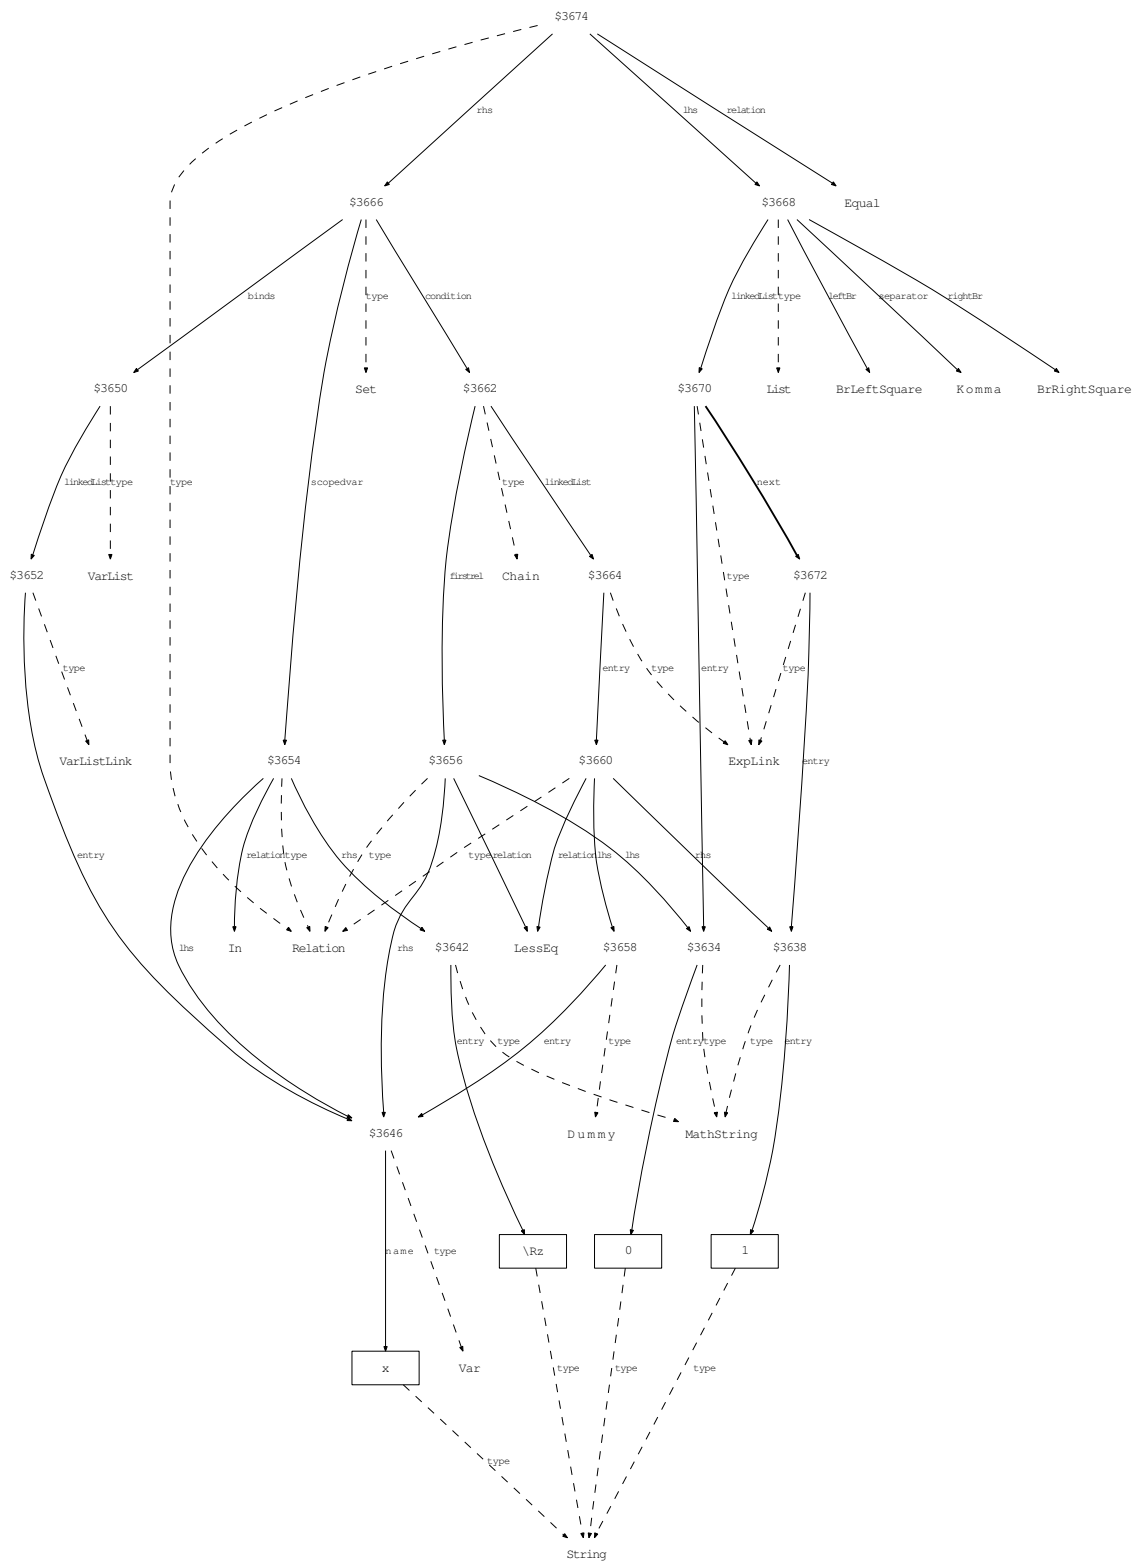 $3674
rhs lhs relation
$3666 $3668 Equal
binds type condition linkedList type leftBr separator rightBr
$3650 Set $3662 $3670 List BrLeftSquare Komma BrRightSquare
linkedList type type scopedvar type linkedList next
$3652 VarList firstrel Chain $3664 type $3672
type entry type type
VarListLink $3654 $3656 $3660 ExpLink entry
entry relation type rhs type type relation relation lhs lhs rhs
lhs In Relation rhs $3642 LessEq $3658 $3634 $3638
entry type entry type entry type type entry
$3646 Dummy MathString
name type \Rz 0 1
x Var type type type
type
String